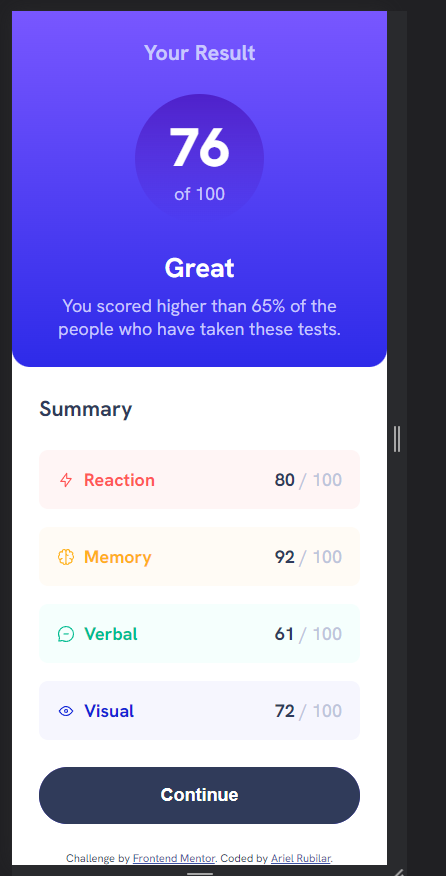 Your Result
76
of 100
Great
You scored higher than 65% of the
people who have taken these tests.
Summary
Reaction 80 / 100
Memory 92 / 100
Verbal 61 / 100
Visual 72 / 100
Continue
Challenge by Frontend Mentor. Coded by Ariel Rubilar.